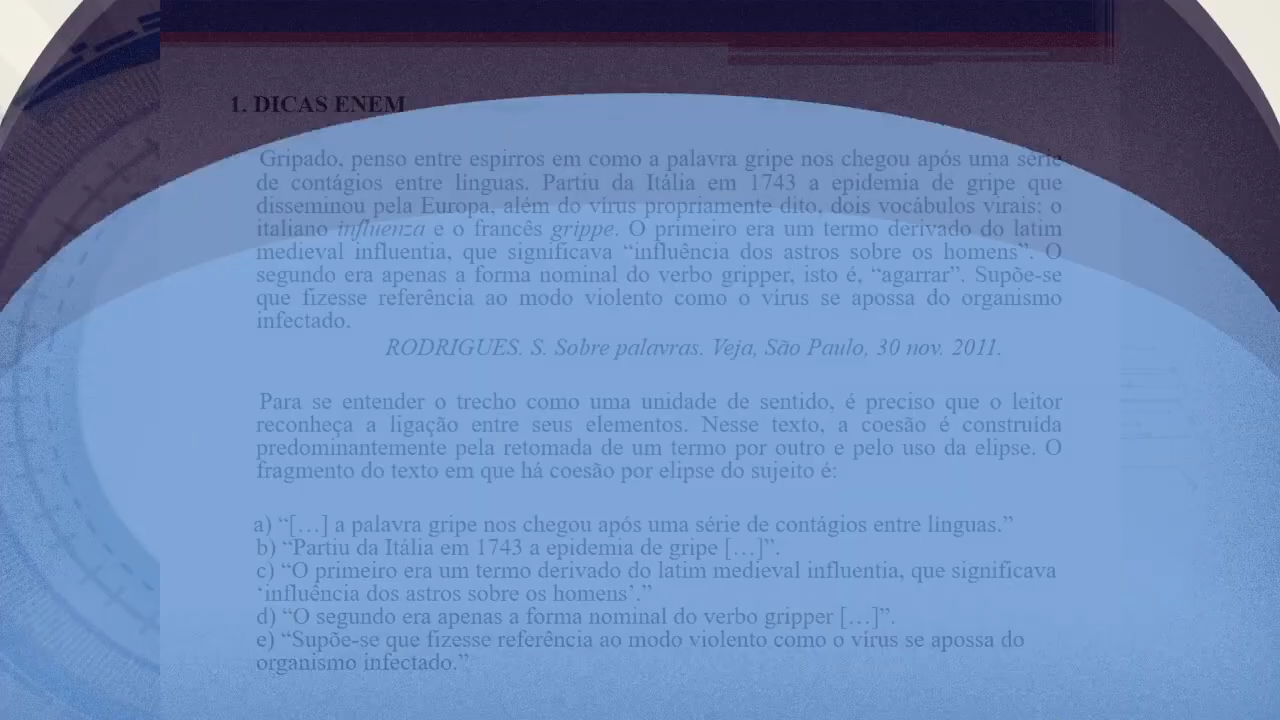 1. DICAS ENEM
Gripado, penso entre espirros em como a palavra gripe nos chegou após uma série
de contágios entre línguas. Partiu da Itália em 1743 a epidemia de gripe que
disseminou pela Europa, além do vírus propriamente dito, dois vocábulos virais: o
italiano influenza e o francês grippe. O primeiro era um termo derivado do latim
medieval influentia, que significava “influência dos astros sobre os homens”. O
segundo era apenas a forma nominal do verbo gripper, isto é, “agarrar”. Supõe-se
que fizesse referência ao modo violento como o vírus se apossa do organismo
infectado.
RODRIGUES. S. Sobre palavras. Veja, São Paulo, 30 nov. 2011.
Para se entender o trecho como uma unidade de sentido, é preciso que o leitor
reconheça a ligação entre seus elementos. Nesse texto, a coesão é construída
predominantemente pela retomada de um termo por outro e pelo uso da elipse. O
fragmento do texto em que há coesão por elipse do sujeito é:
a) “[…] a palavra gripe nos chegou após uma série de contágios entre línguas.”
b) “Partiu da Itália em 1743 a epidemia de gripe […]”.
c) “O primeiro era um termo derivado do latim medieval influentia, que significava
‘influência dos astros sobre os homens’.”
d) “O segundo era apenas a forma nominal do verbo gripper […]”.
e) “Supõe-se que fizesse referência ao modo violento como o vírus se apossa do
organismo infectado.”